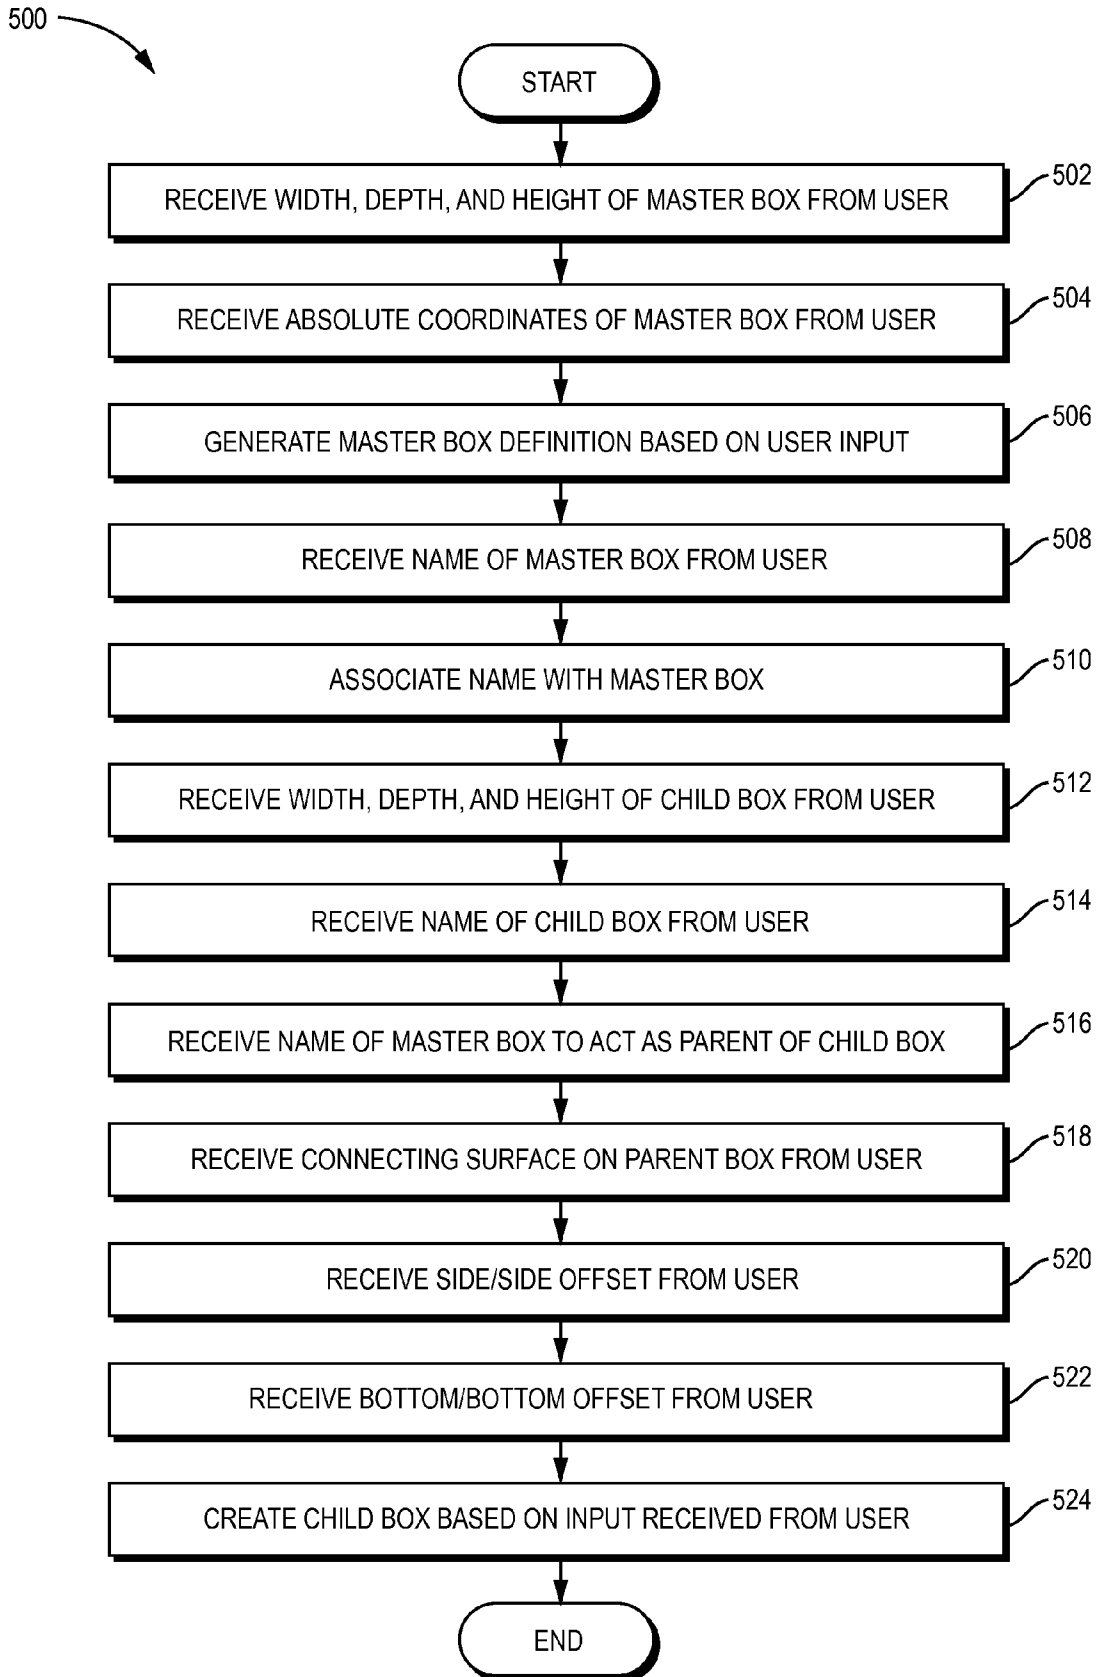 500
START
RECEIVE WIDTH, DEPTH, AND HEIGHT OF MASTER BOX FROM USER
502
RECEIVE ABSOLUTE COORDINATES OF MASTER BOX FROM USER
504
GENERATE MASTER BOX DEFINITION BASED ON USER INPUT
506
RECEIVE NAME OF MASTER BOX FROM USER
508
ASSOCIATE NAME WITH MASTER BOX
510
RECEIVE WIDTH, DEPTH, AND HEIGHT OF CHILD BOX FROM USER
512
RECEIVE NAME OF CHILD BOX FROM USER
514
RECEIVE NAME OF MASTER BOX TO ACT AS PARENT OF CHILD BOX
516
RECEIVE CONNECTING SURFACE ON PARENT BOX FROM USER
518
RECEIVE SIDE/SIDE OFFSET FROM USER
520
RECEIVE BOTTOM/BOTTOM OFFSET FROM USER
522
CREATE CHILD BOX BASED ON INPUT RECEIVED FROM USER
524
END